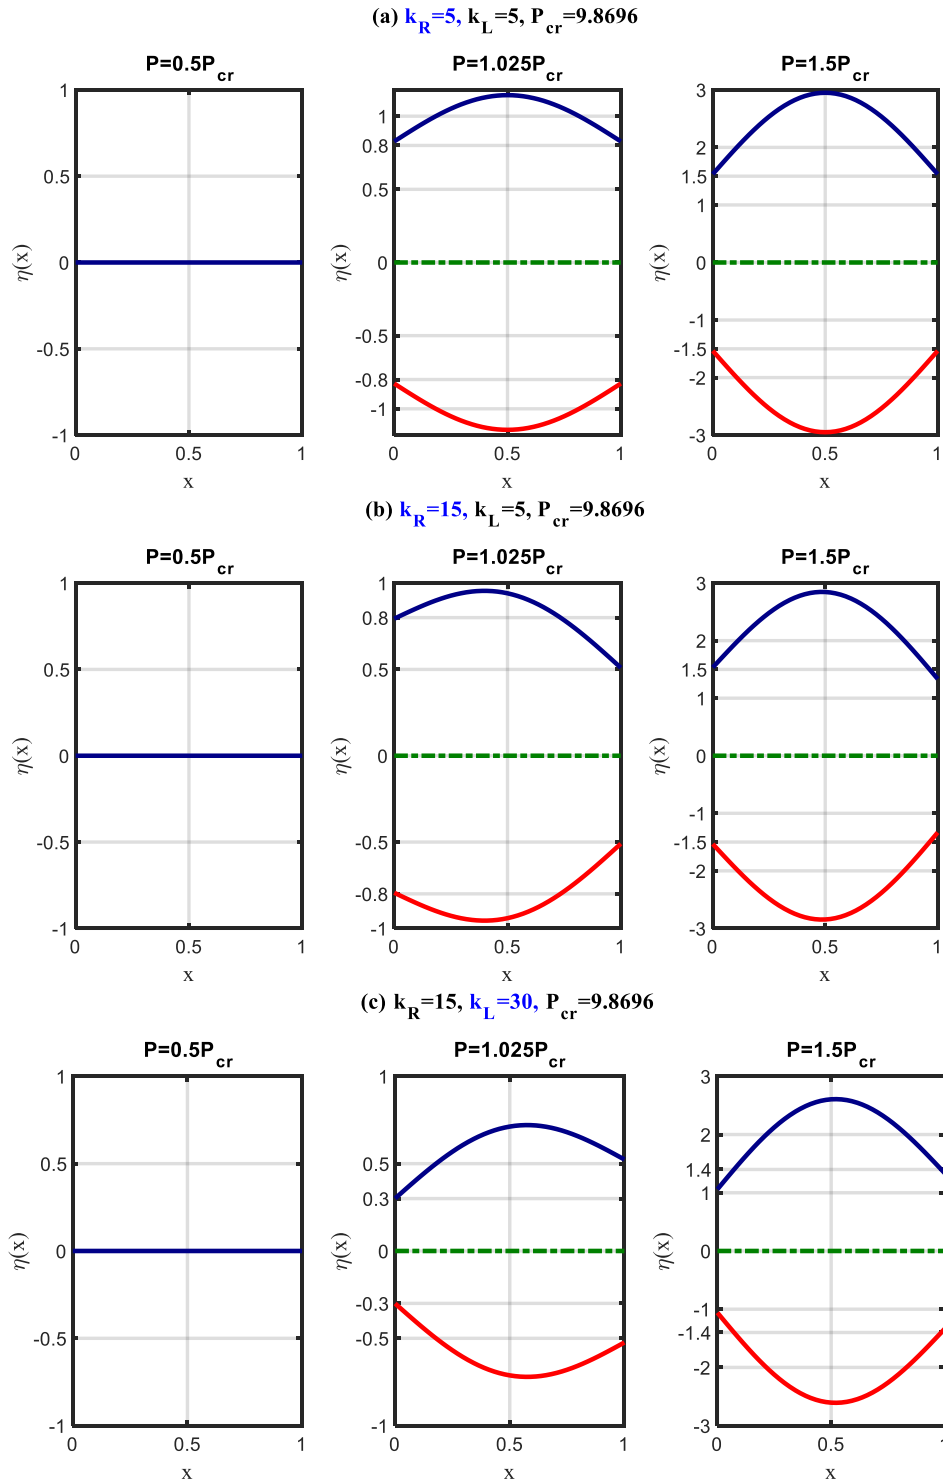 (a) k_R=5, k_L=5, P_cr=9.8696
P=0.5P_cr
P=1.025P_cr
P=1.5P_cr
1
0.5
0
-0.5
-1
η(x)
0 0.5 1
x
1
0.8
0.5
0
-0.5
-0.8
-1
η(x)
0 0.5 1
x
3
2
1.5
1
0
-1
-1.5
-2
-3
η(x)
0 0.5 1
x
(b) k_R=15, k_L=5, P_cr=9.8696
P=0.5P_cr
P=1.025P_cr
P=1.5P_cr
1
0.5
0
-0.5
-1
η(x)
0 0.5 1
x
1
0.8
0.5
0
-0.5
-0.8
-1
η(x)
0 0.5 1
x
3
2
1.5
1
0
-1
-1.5
-2
-3
η(x)
0 0.5 1
x
(c) k_R=15, k_L=30, P_cr=9.8696
P=0.5P_cr
P=1.025P_cr
P=1.5P_cr
1
0.5
0
-0.5
-1
η(x)
0 0.5 1
x
1
0.5
0.3
0
-0.3
-0.5
-1
η(x)
0 0.5 1
x
3
2
1.4
1
0
-1
-1.4
-2
-3
η(x)
0 0.5 1
x